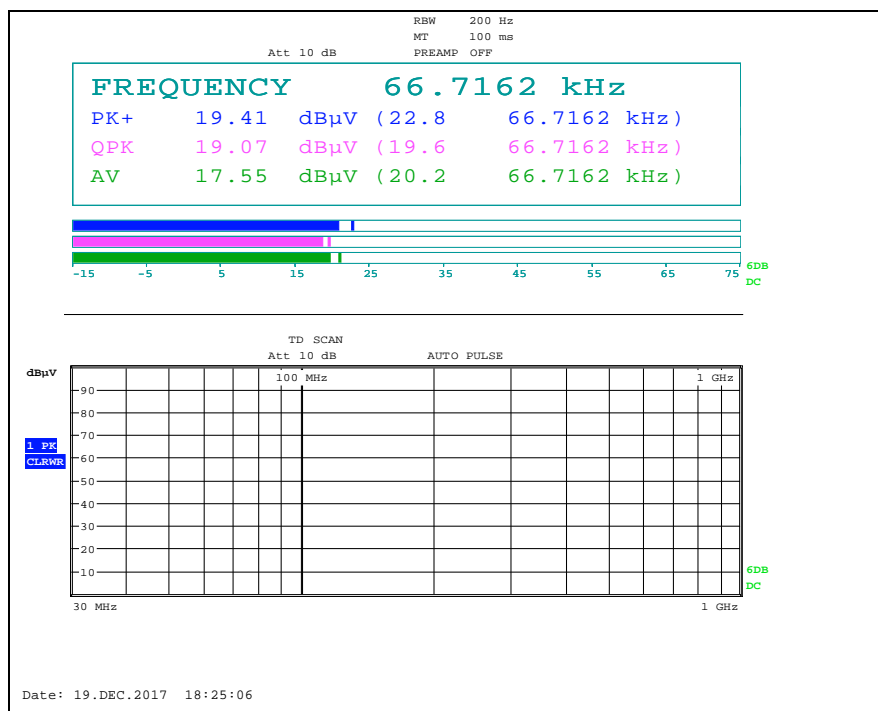 RBW 200 Hz
MT 100 ms
Att 10 dB PREAMP OFF
FREQUENCY 66.7162 kHz
PK+ 19.41 dBµV (22.8 66.7162 kHz)
QPK 19.07 dBµV (19.6 66.7162 kHz)
AV 17.55 dBµV (20.2 66.7162 kHz)
-15 -5 5 15 25 35 45 55 65 75
6DB
DC
TD SCAN
Att 10 dB AUTO PULSE
dBµV
100 MHz 1 GHz
90
80
70
1 PK
CLRWR
60
50
40
30
20
10
6DB
DC
30 MHz 1 GHz
Date: 19.DEC.2017 18:25:06